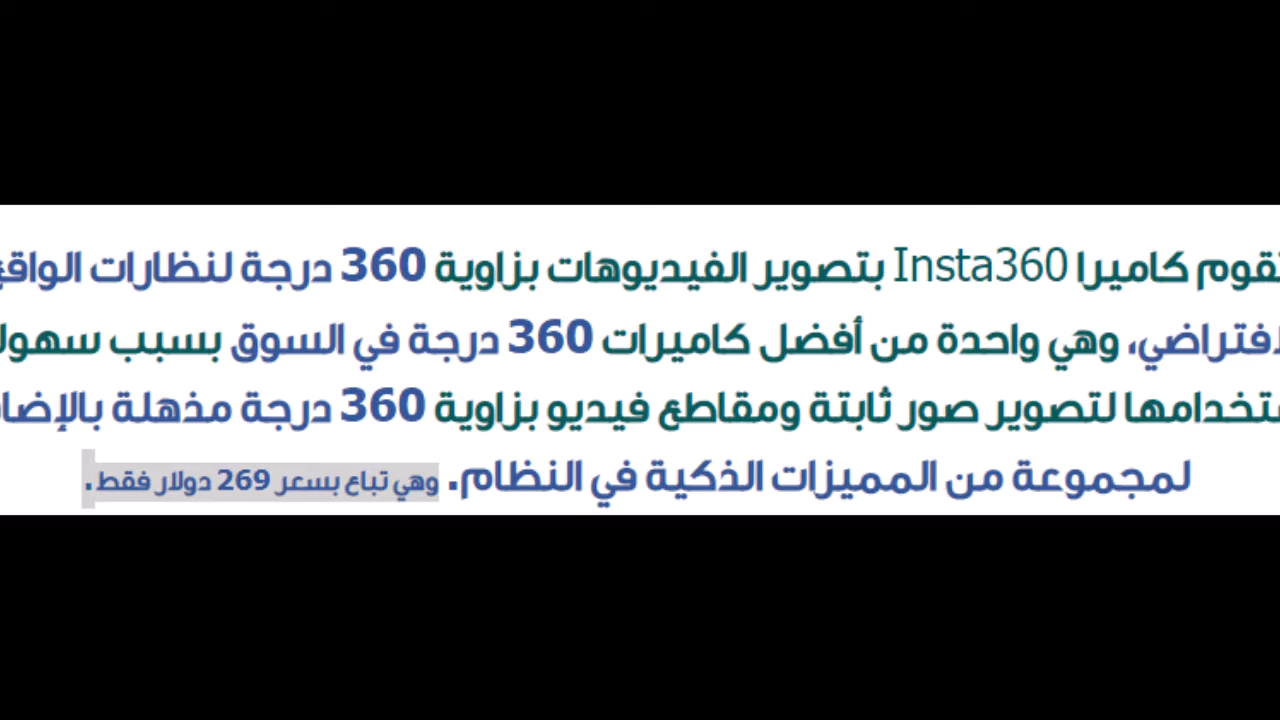 تقوم كاميرا Insta360 بتصوير الفيديوهات بزاوية 360 درجة لنظارات الواقع
لافتراضي، وهي واحدة من أفضل كاميرات 360 درجة في السوق بسبب سهول
ستخدامها لتصوير صور ثابتة ومقاطع فيديو بزاوية 360 درجة مذهلة بالإضا
لمجموعة من المميزات الذكية في النظام. وهي تباع بسعر 269 دولار فقط.